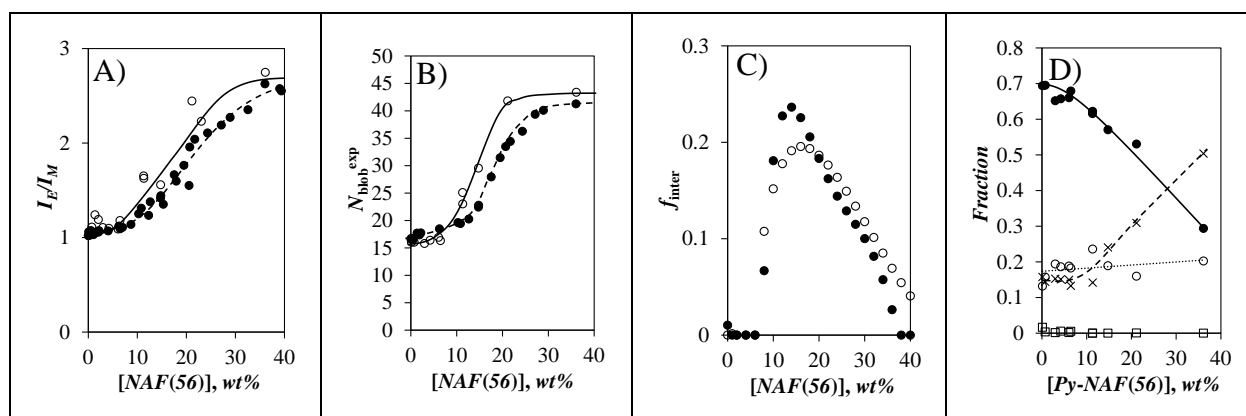 A)
I_E/I_M
3
2
1
0
0 10 20 30 40
[NAF(56)], wt%
B)
N_blob^exp
50
45
40
35
30
25
20
15
10
5
0
0 10 20 30 40
[NAF(56)], wt%
C)
f_inter
0.3
0.2
0.1
0
0 10 20 30 40
[NAF(56)], wt%
D)
Fraction
0.8
0.7
0.6
0.5
0.4
0.3
0.2
0.1
0
0 10 20 30 40
[Py-NAF(56)], wt%